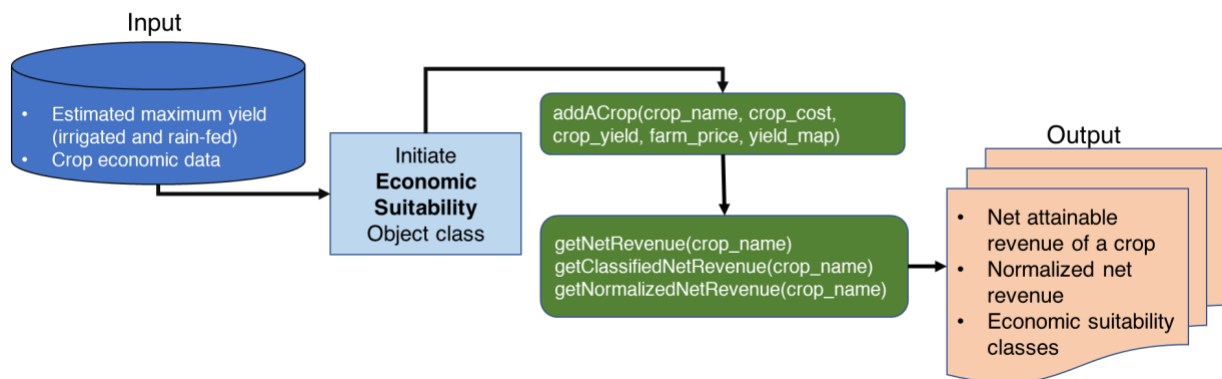 Input
• Estimated maximum yield
(irrigated and rain-fed)
• Crop economic data
Initiate
Economic
Suitability
Object class
addACrop(crop_name, crop_cost,
crop_yield, farm_price, yield_map)
getNetRevenue(crop_name)
getClassifiedNetRevenue(crop_name)
getNormalizedNetRevenue(crop_name)
Output
• Net attainable
revenue of a crop
• Normalized net
revenue
• Economic suitability
classes